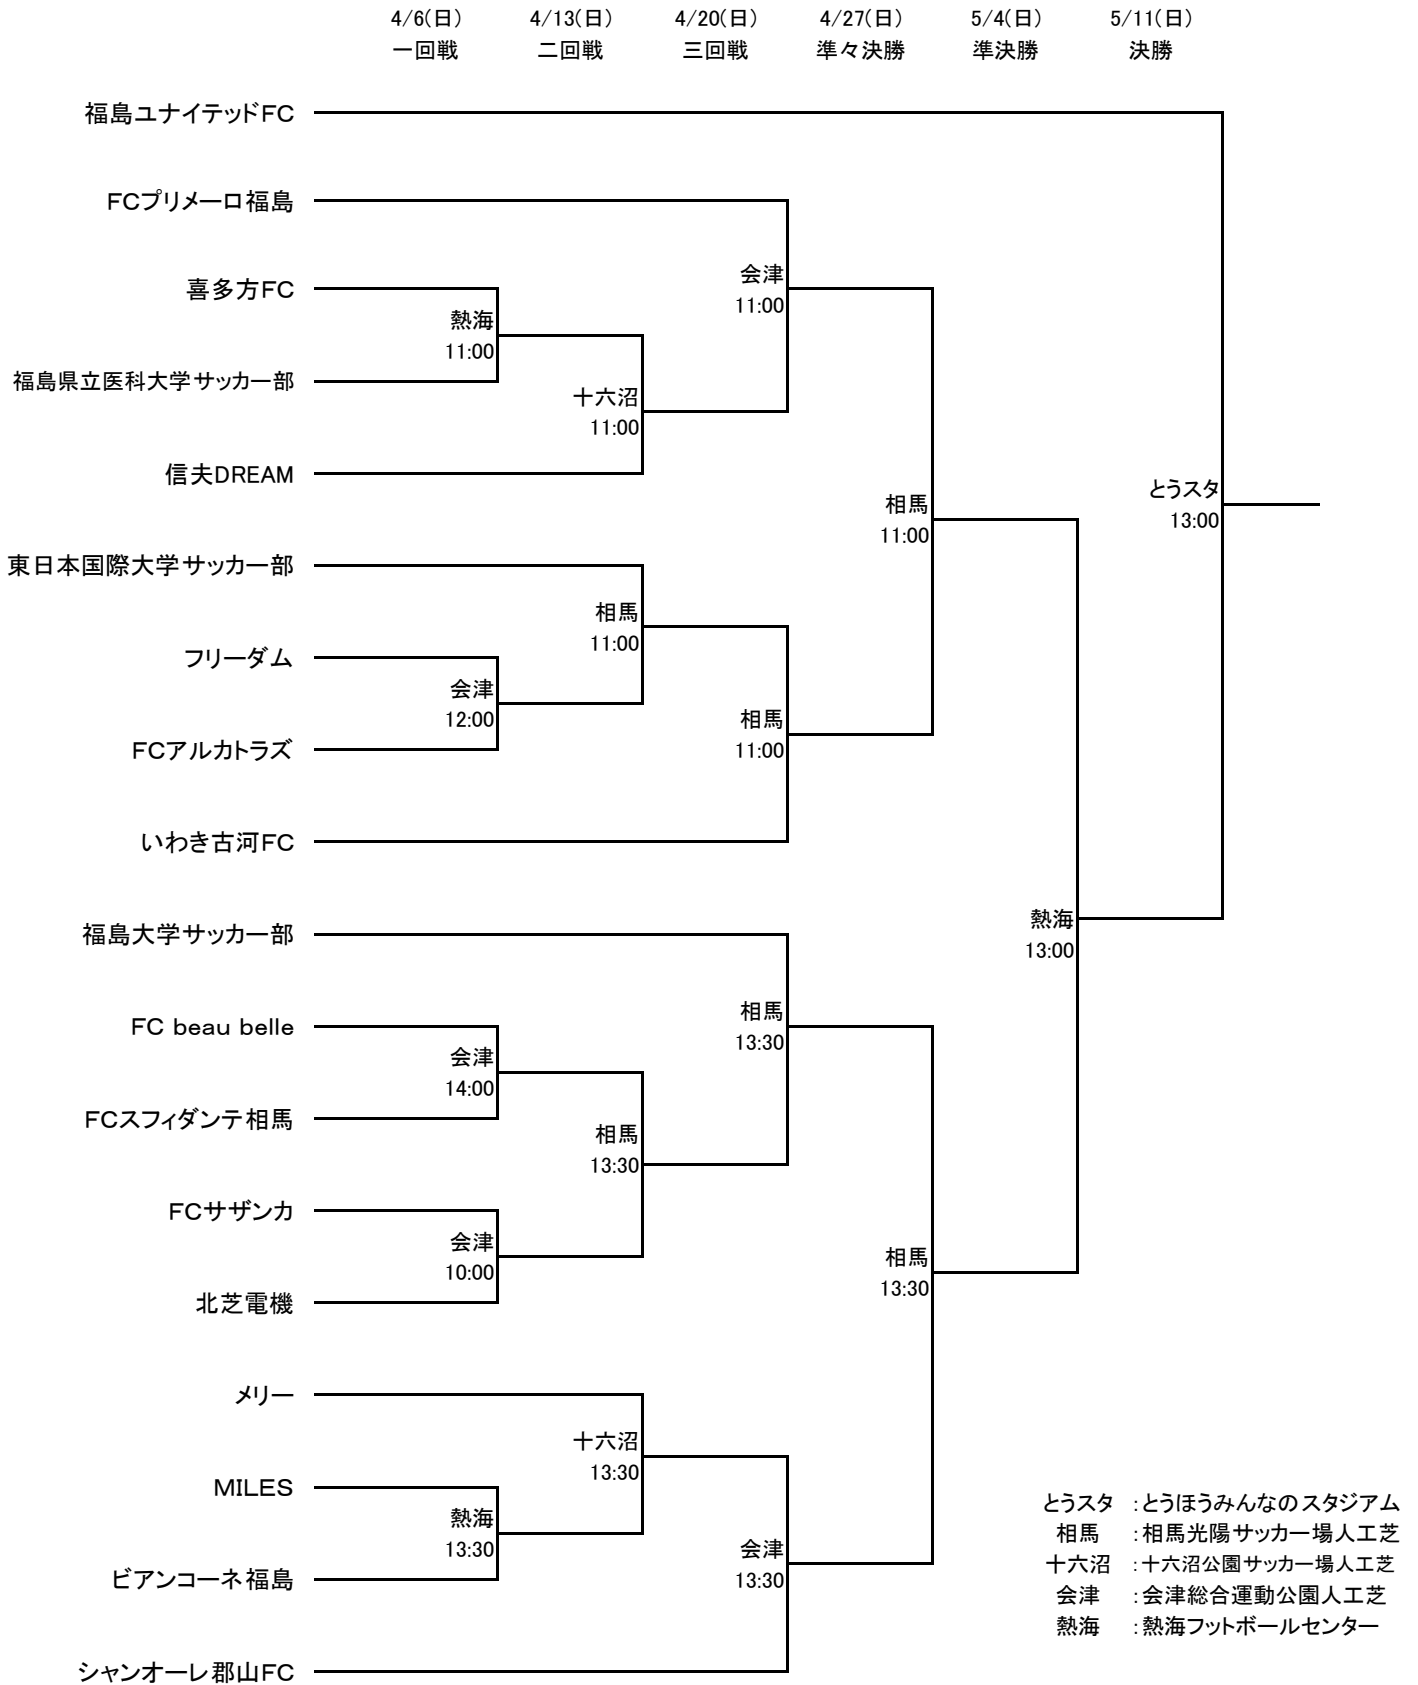 4/6(日) 4/13(日) 4/20(日) 4/27(日) 5/4(日) 5/11(日)
一回戦 二回戦 三回戦 準々決勝 準決勝 決勝
福島ユナイテッドFC
FCプリメーロ福島
会津
11:00
喜多方FC
熱海
11:00
福島県立医科大学サッカー部
十六沼
11:00
信夫DREAM
とうスタ
13:00
相馬
11:00
東日本国際大学サッカー部
相馬
11:00
フリーダム
会津
12:00
相馬
11:00
FCアルカトラズ
いわき古河FC
熱海
13:00
福島大学サッカー部
相馬
13:30
FC beau belle
会津
14:00
FCスフィダンテ相馬
相馬
13:30
FCサザンカ
会津
10:00
相馬
13:30
北芝電機
メリー
十六沼
13:30
MILES
熱海
13:30
会津
13:30
ビアンコーネ福島
シャンオーレ郡山FC
とうスタ :とうほうみんなのスタジアム
相馬 :相馬光陽サッカー場人工芝
十六沼 :十六沼公園サッカー場人工芝
会津 :会津総合運動公園人工芝
熱海 :熱海フットボールセンター